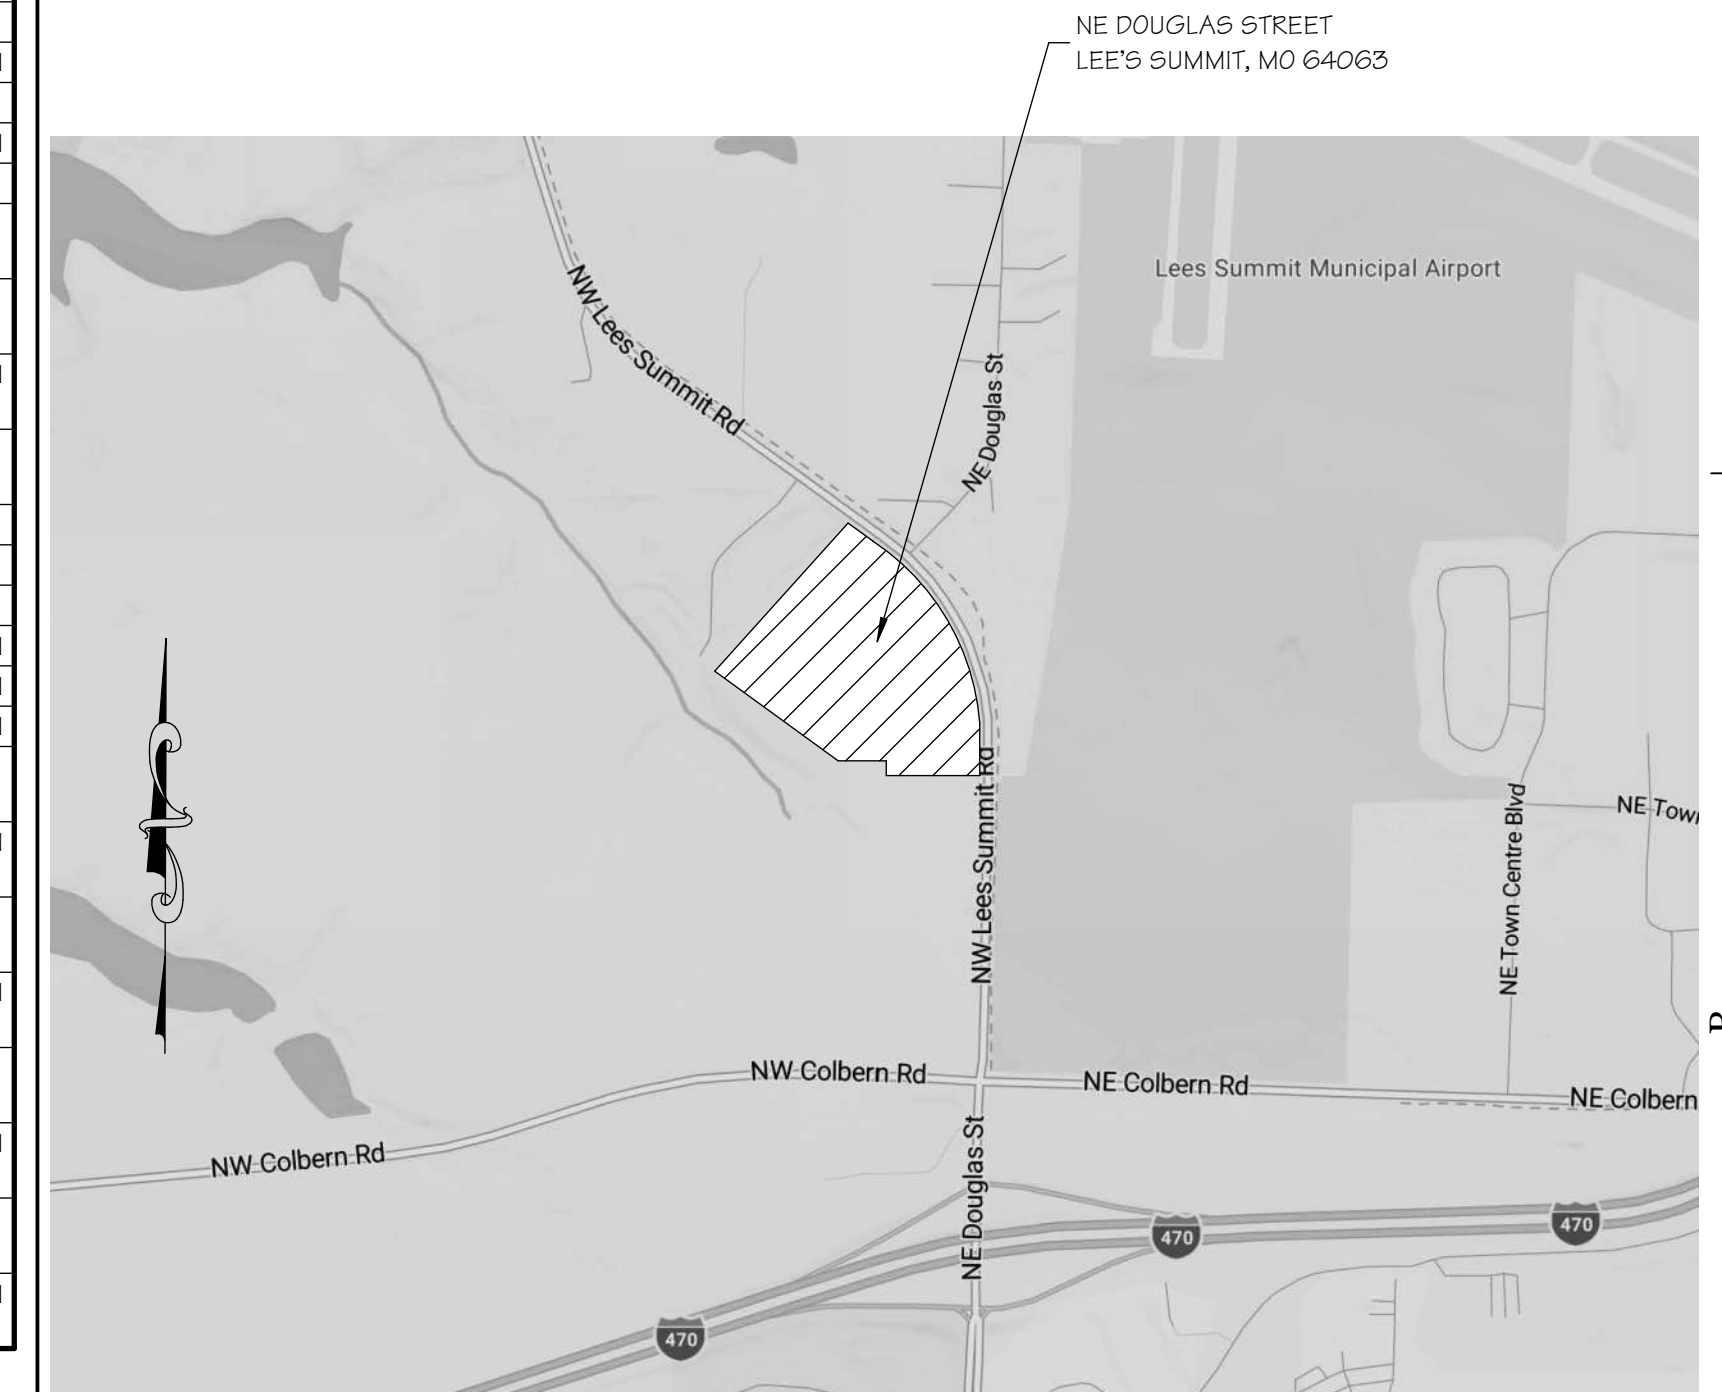 NE DOUGLAS STREET
LEE'S SUMMIT, MO 64063
Lees Summit Municipal Airport
NW Lees Summit Rd
NE Douglas St
NE Town
NE Town Centre Blvd
NW Lees Summit Rd
NW Colbern Rd
NE Colbern Rd
NE Colbern
NW Colbern Rd
NE Douglas St
470
470
470